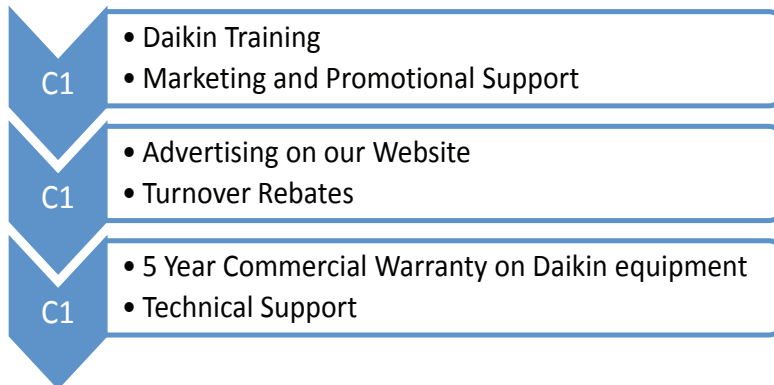 C1
• Daikin Training
• Marketing and Promotional Support
C1
• Advertising on our Website
• Turnover Rebates
C1
• 5 Year Commercial Warranty on Daikin equipment
• Technical Support